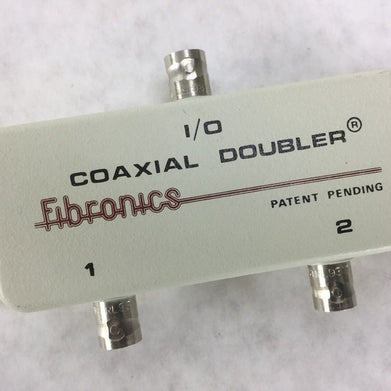 I/O
COAXIAL DOUBLER®
Fibronics
PATENT PENDING
1
2